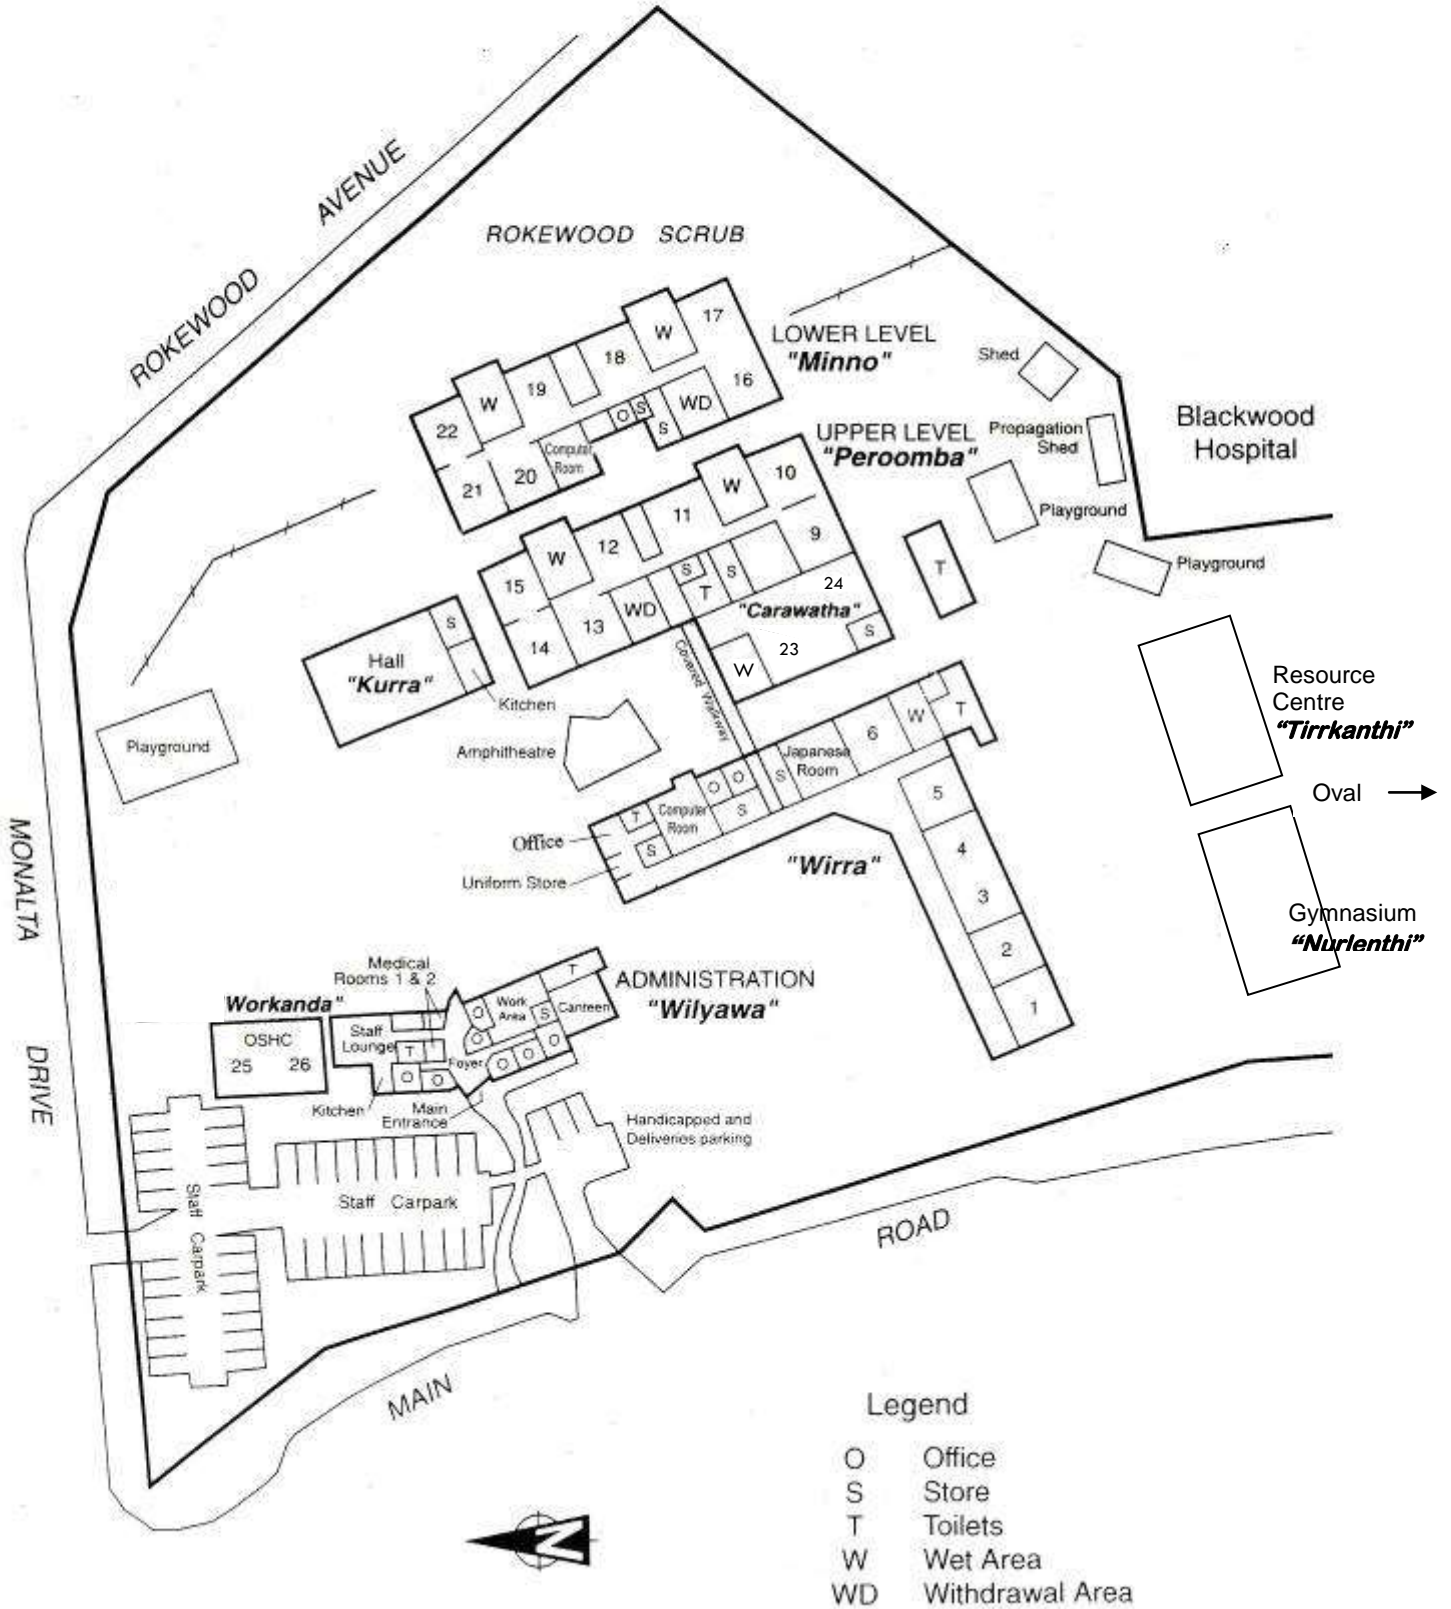 ROKEWOOD AVENUE
ROKEWOOD SCRUB
LOWER LEVEL
"Minno"
17
W
18
16
WD
19
W
O
S
S
22
Computer
Room
20
21
Shed
Propagation
Shed
Blackwood
Hospital
UPPER LEVEL
"Peroomba"
Playground
Playground
10
W
11
9
12
W
S
S
T
WD
15
13
14
24
"Carawatha"
S
23
W
T
Hall
"Kurra"
S
Kitchen
Covered Walkway
Amphitheatre
Playground
Resource
Centre
"Tirrkanthi"
Oval
Gymnasium
"Nurlenthi"
T
W
6
Japanese
Room
S
O
O
S
Computer
Room
T
S
Office
Uniform Store
"Wirra"
5
4
3
2
1
MONALTA DRIVE
Medical
Rooms 1 & 2
ADMINISTRATION
"Wilyawa"
Workanda"
OSHC
25 26
Staff
Lounge
T
O
O
Foyer
O
O
Work
Area
S
T
Canteen
O
O
O
Kitchen
Main
Entrance
Handicapped and
Deliveries parking
Staff Carpark
Staff Carpark
MAIN ROAD
N
Legend
O Office
S Store
T Toilets
W Wet Area
WD Withdrawal Area